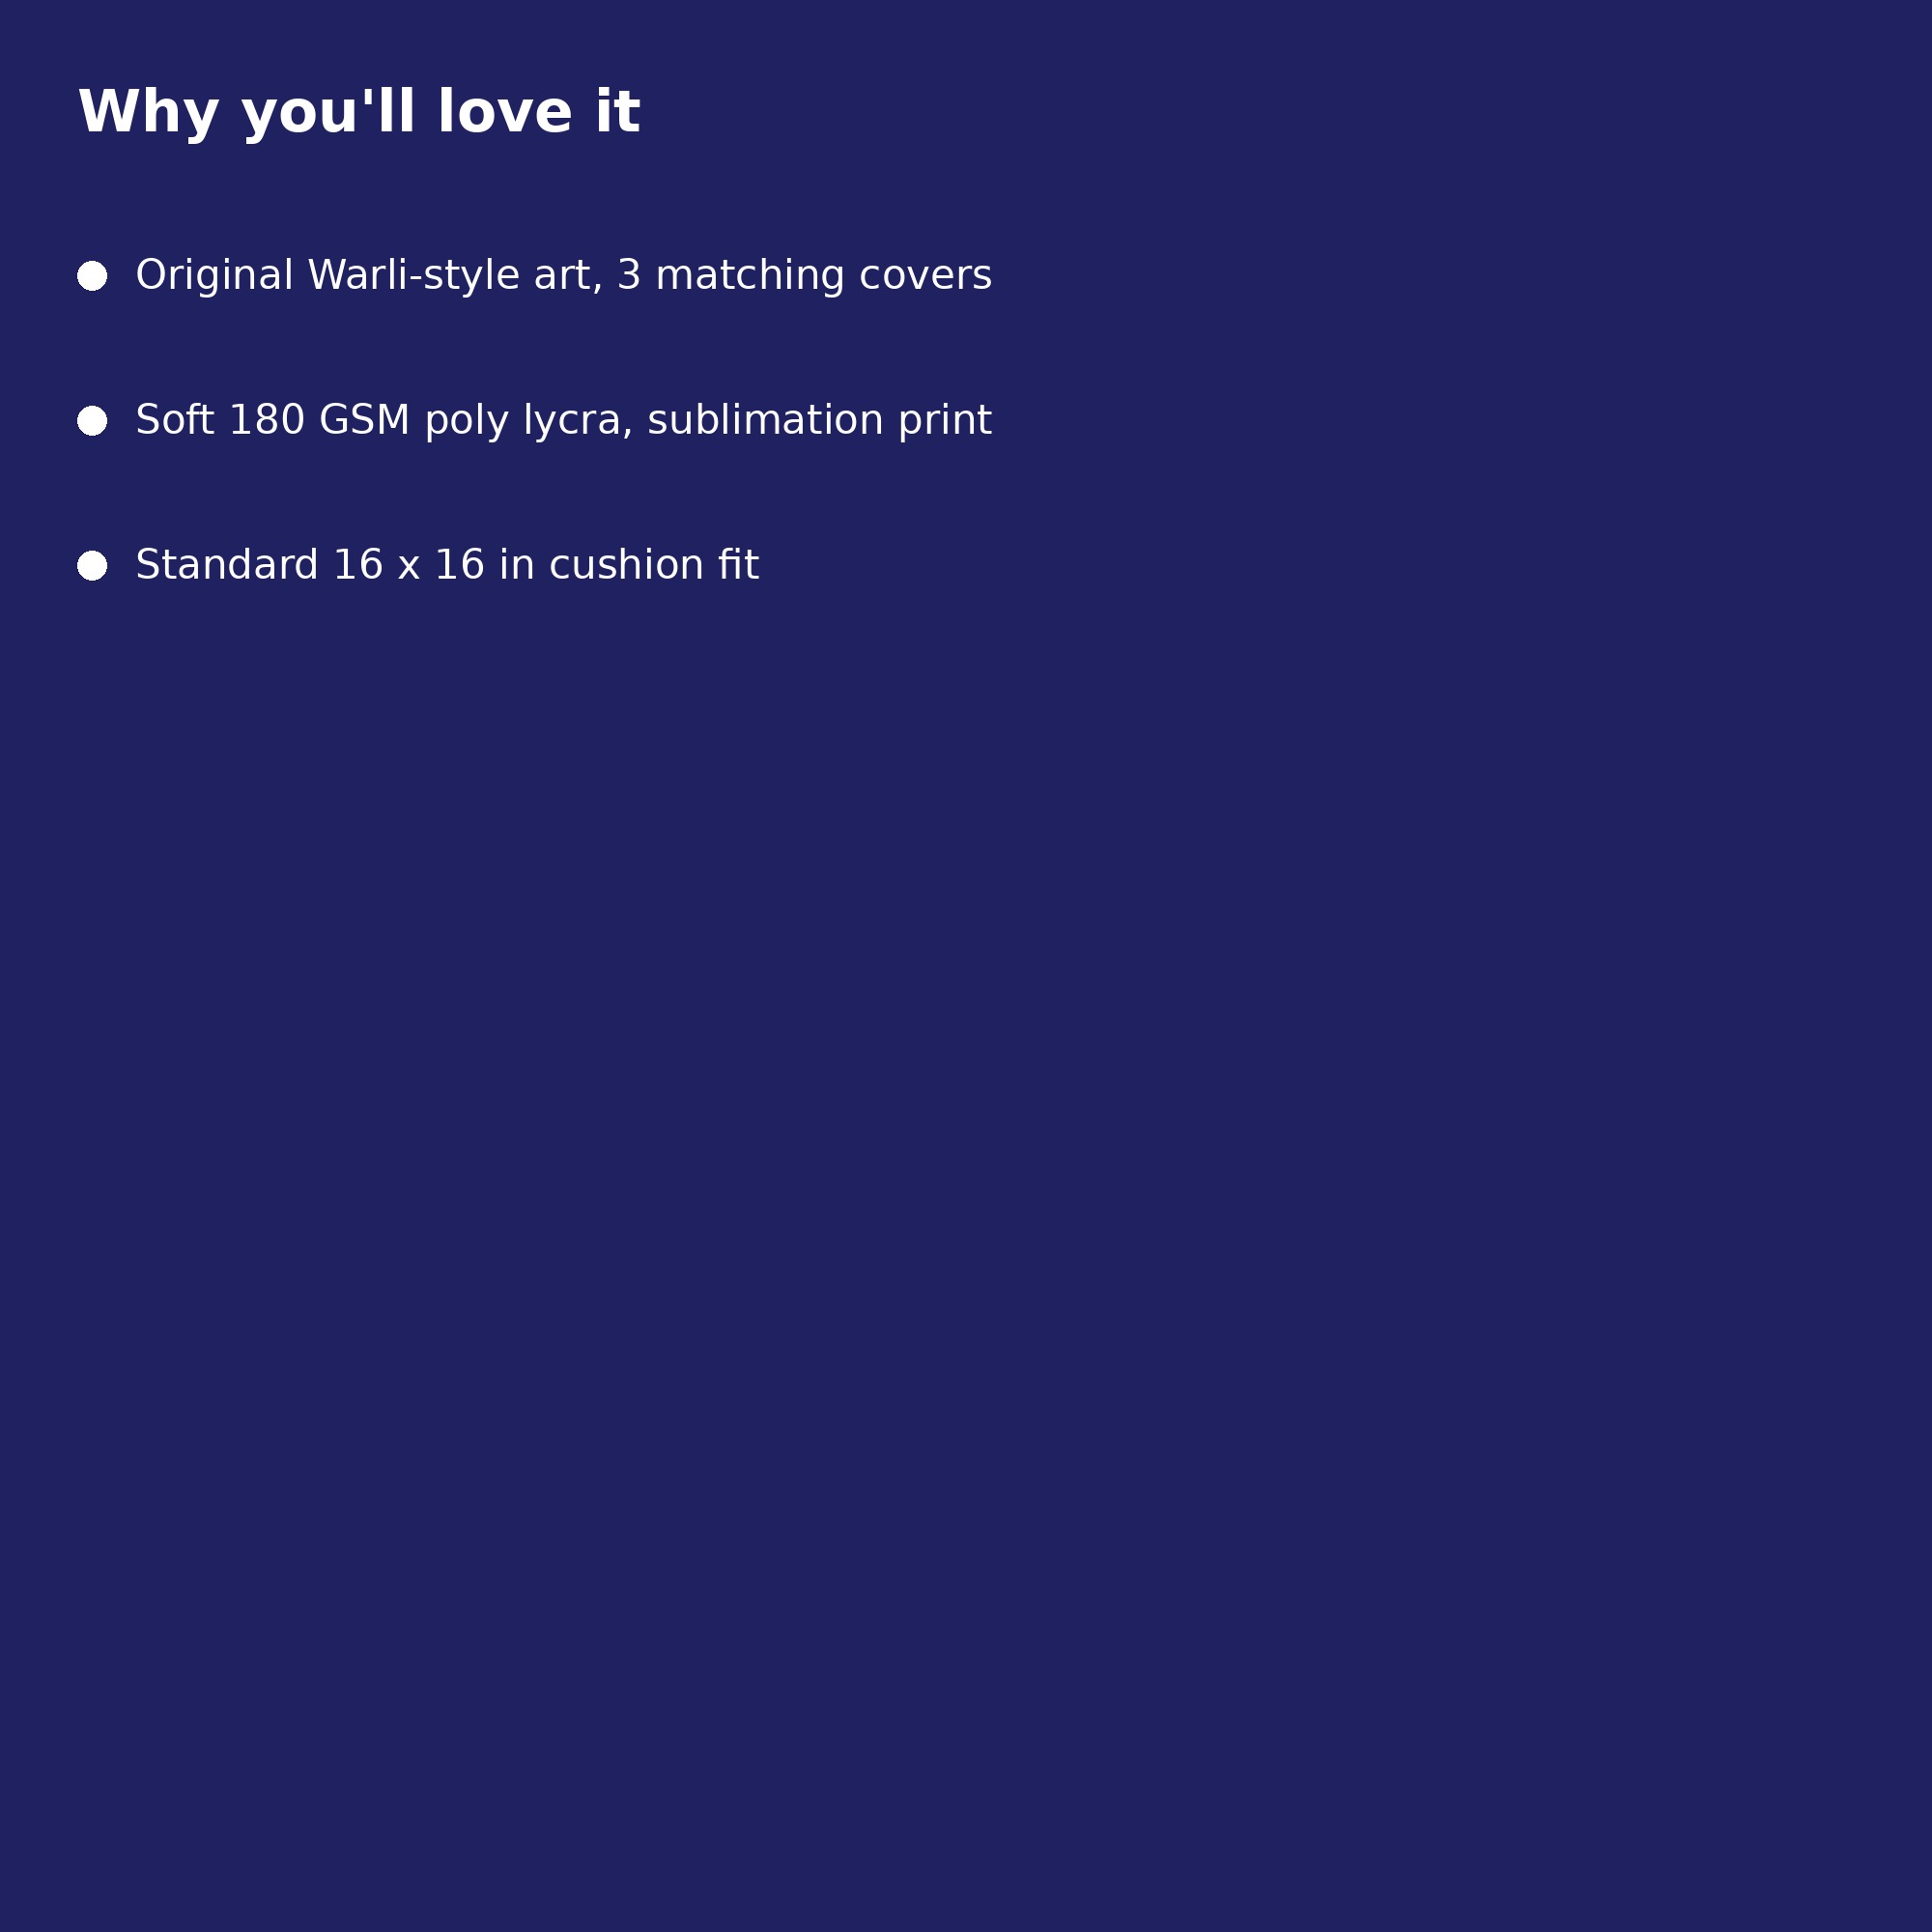 Why you'll love it
Original Warli-style art, 3 matching covers
Soft 180 GSM poly lycra, sublimation print
Standard 16 x 16 in cushion fit